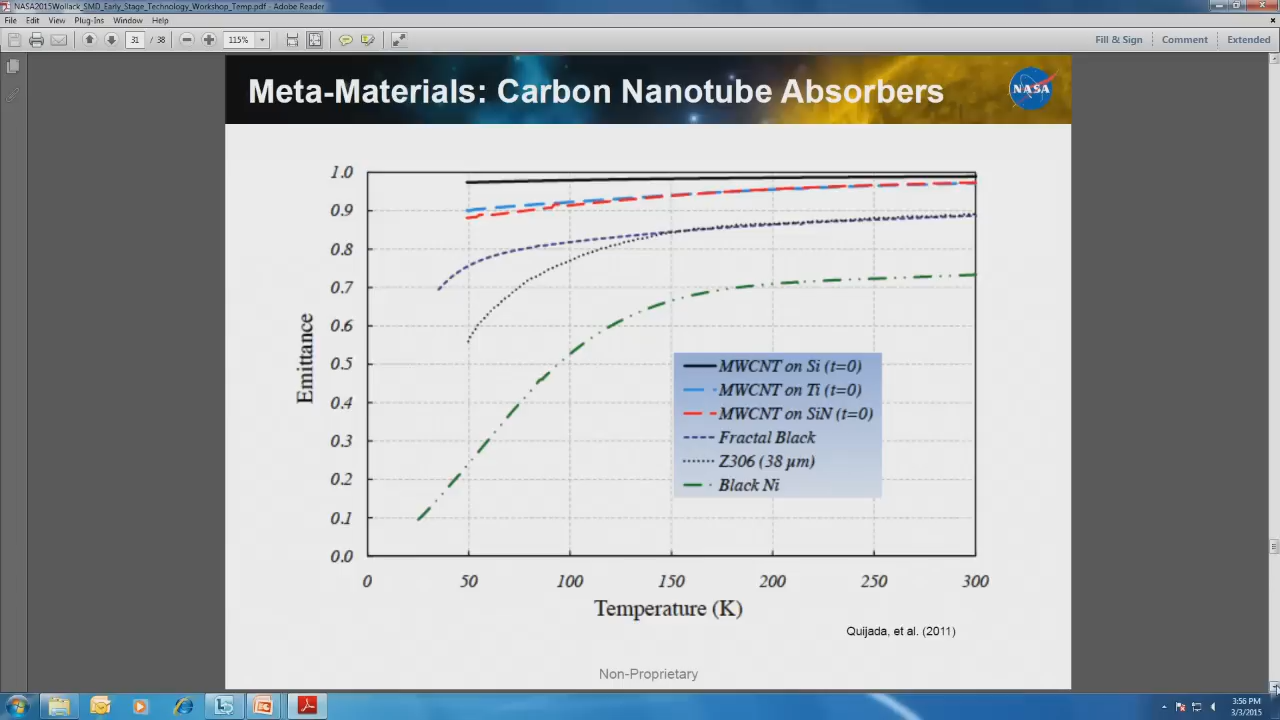 NASA2015Wollack_SMD_Early_Stage_Technology_Workshop_Temp.pdf - Adobe Reader
File Edit View Plug-Ins Window Help
31 / 38 115% Fill & Sign Comment Extended
Meta-Materials: Carbon Nanotube Absorbers
NASA
1.0
0.9
0.8
0.7
0.6
0.5
0.4
0.3
0.2
0.1
0.0
Emittance
MWCNT on Si (t=0)
MWCNT on Ti (t=0)
MWCNT on SiN (t=0)
Fractal Black
Z306 (38 μm)
Black Ni
0 50 100 150 200 250 300
Temperature (K)
Quijada, et al. (2011)
Non-Proprietary
3:56 PM
3/3/2015